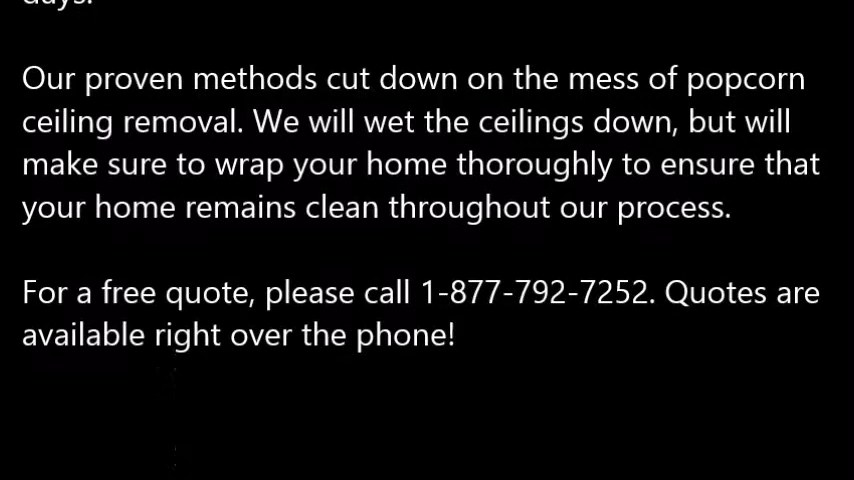 days.
Our proven methods cut down on the mess of popcorn
ceiling removal. We will wet the ceilings down, but will
make sure to wrap your home thoroughly to ensure that
your home remains clean throughout our process.
For a free quote, please call 1-877-792-7252. Quotes are
available right over the phone!